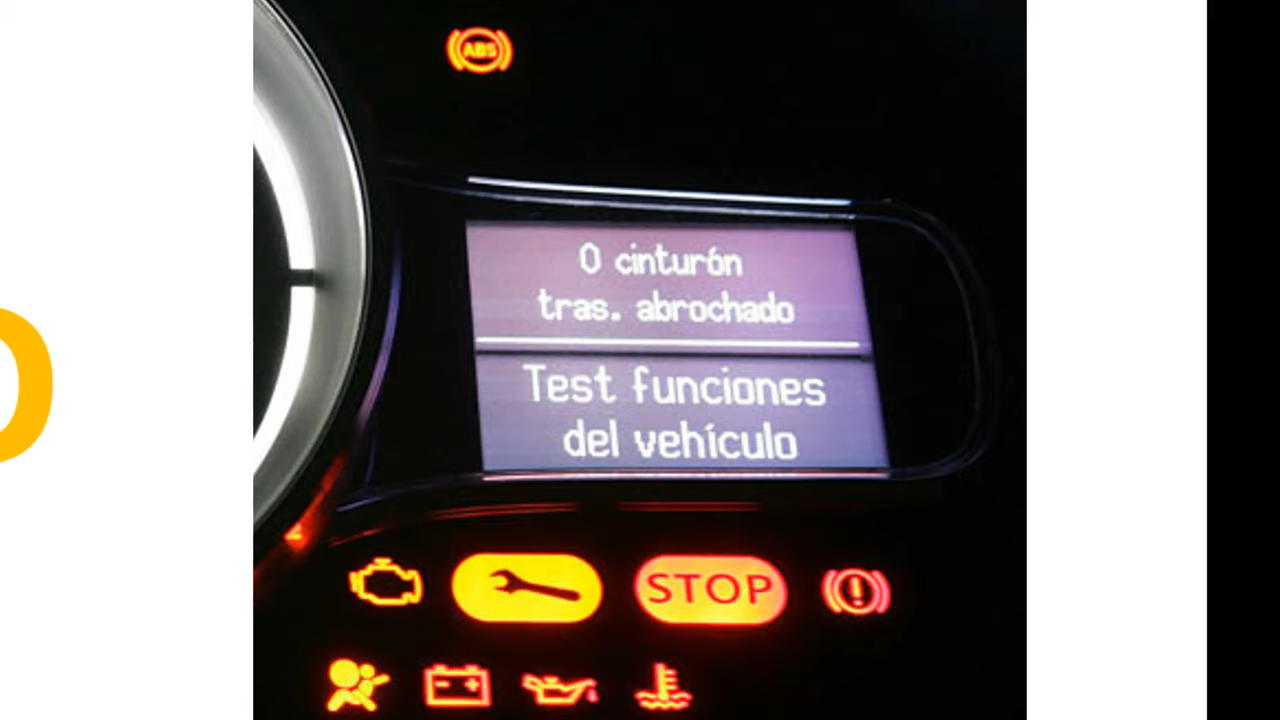 ABS
0 cinturón
tras. abrochado
Test funciones
del vehículo
STOP